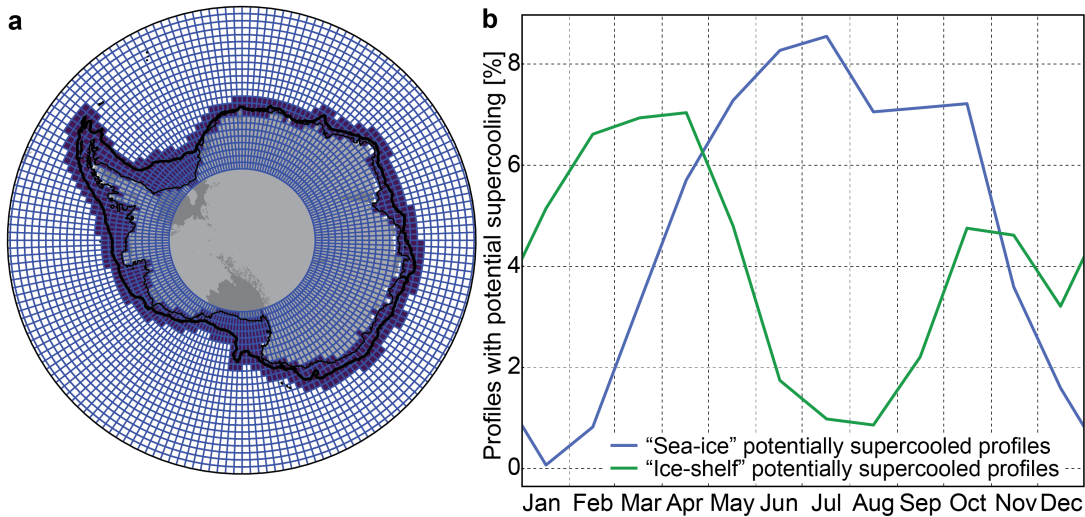 a
b
Profiles with potential supercooling [%]
8
6
4
2
0
“Sea-ice” potentially supercooled profiles
“Ice-shelf” potentially supercooled profiles
Jan Feb Mar Apr May Jun Jul Aug Sep Oct Nov Dec